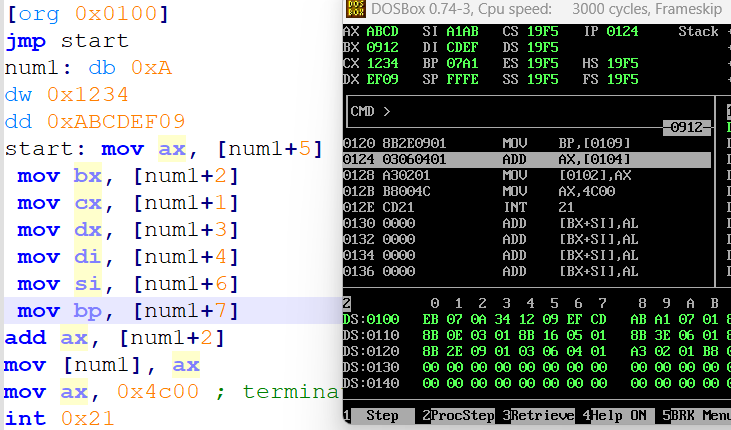 [org 0x0100]
jmp start
num1: db 0xA
dw 0x1234
dd 0xABCDEF09
start: mov ax, [num1+5]
mov bx, [num1+2]
mov cx, [num1+1]
mov dx, [num1+3]
mov di, [num1+4]
mov si, [num1+6]
mov bp, [num1+7]
add ax, [num1+2]
mov [num1], ax
mov ax, 0x4c00 ; termina
int 0x21
DOS BOX DOSBox 0.74-3, Cpu speed: 3000 cycles, Frameskip
AX ABCD SI A1AB CS 19F5 IP 0124 Stack +
BX 0912 DI CDEF DS 19F5 +
CX 1234 BP 07A1 ES 19F5 HS 19F5 +
DX EF09 SP FFFE SS 19F5 FS 19F5 +
CMD >
0912
0120 8B2E0901 MOV BP,[0109]
0124 03060401 ADD AX,[0104]
0128 A30201 MOV [0102],AX
012B B8004C MOV AX,4C00
012E CD21 INT 21
0130 0000 ADD [BX+SI],AL
0132 0000 ADD [BX+SI],AL
0134 0000 ADD [BX+SI],AL
0136 0000 ADD [BX+SI],AL
1
2 0 1 2 3 4 5 6 7 8 9 A B
DS:0100 EB 07 0A 34 12 09 EF CD AB A1 07 01
DS:0110 8B 0E 03 01 8B 16 05 01 8B 3E 06 01
DS:0120 8B 2E 09 01 03 06 04 01 A3 02 01 B8
DS:0130 00 00 00 00 00 00 00 00 00 00 00 00
DS:0140 00 00 00 00 00 00 00 00 00 00 00 00
1 Step 2ProcStep 3Retrieve 4Help ON 5BRK Menu